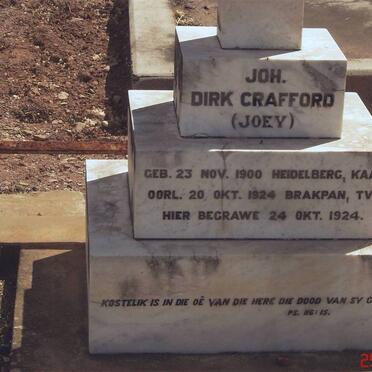 JOH.
DIRK CRAFFORD
(JOEY)
GEB. 23 NOV. 1900 HEIDELBERG, KAA
OORL. 20 OKT. 1924 BRAKPAN, TV
HIER BEGRAWE 24 OKT. 1924.
KOSTELIK IS IN DIE OË VAN DIE HERE DIE DOOD VAN SY G
PS. 116:15.